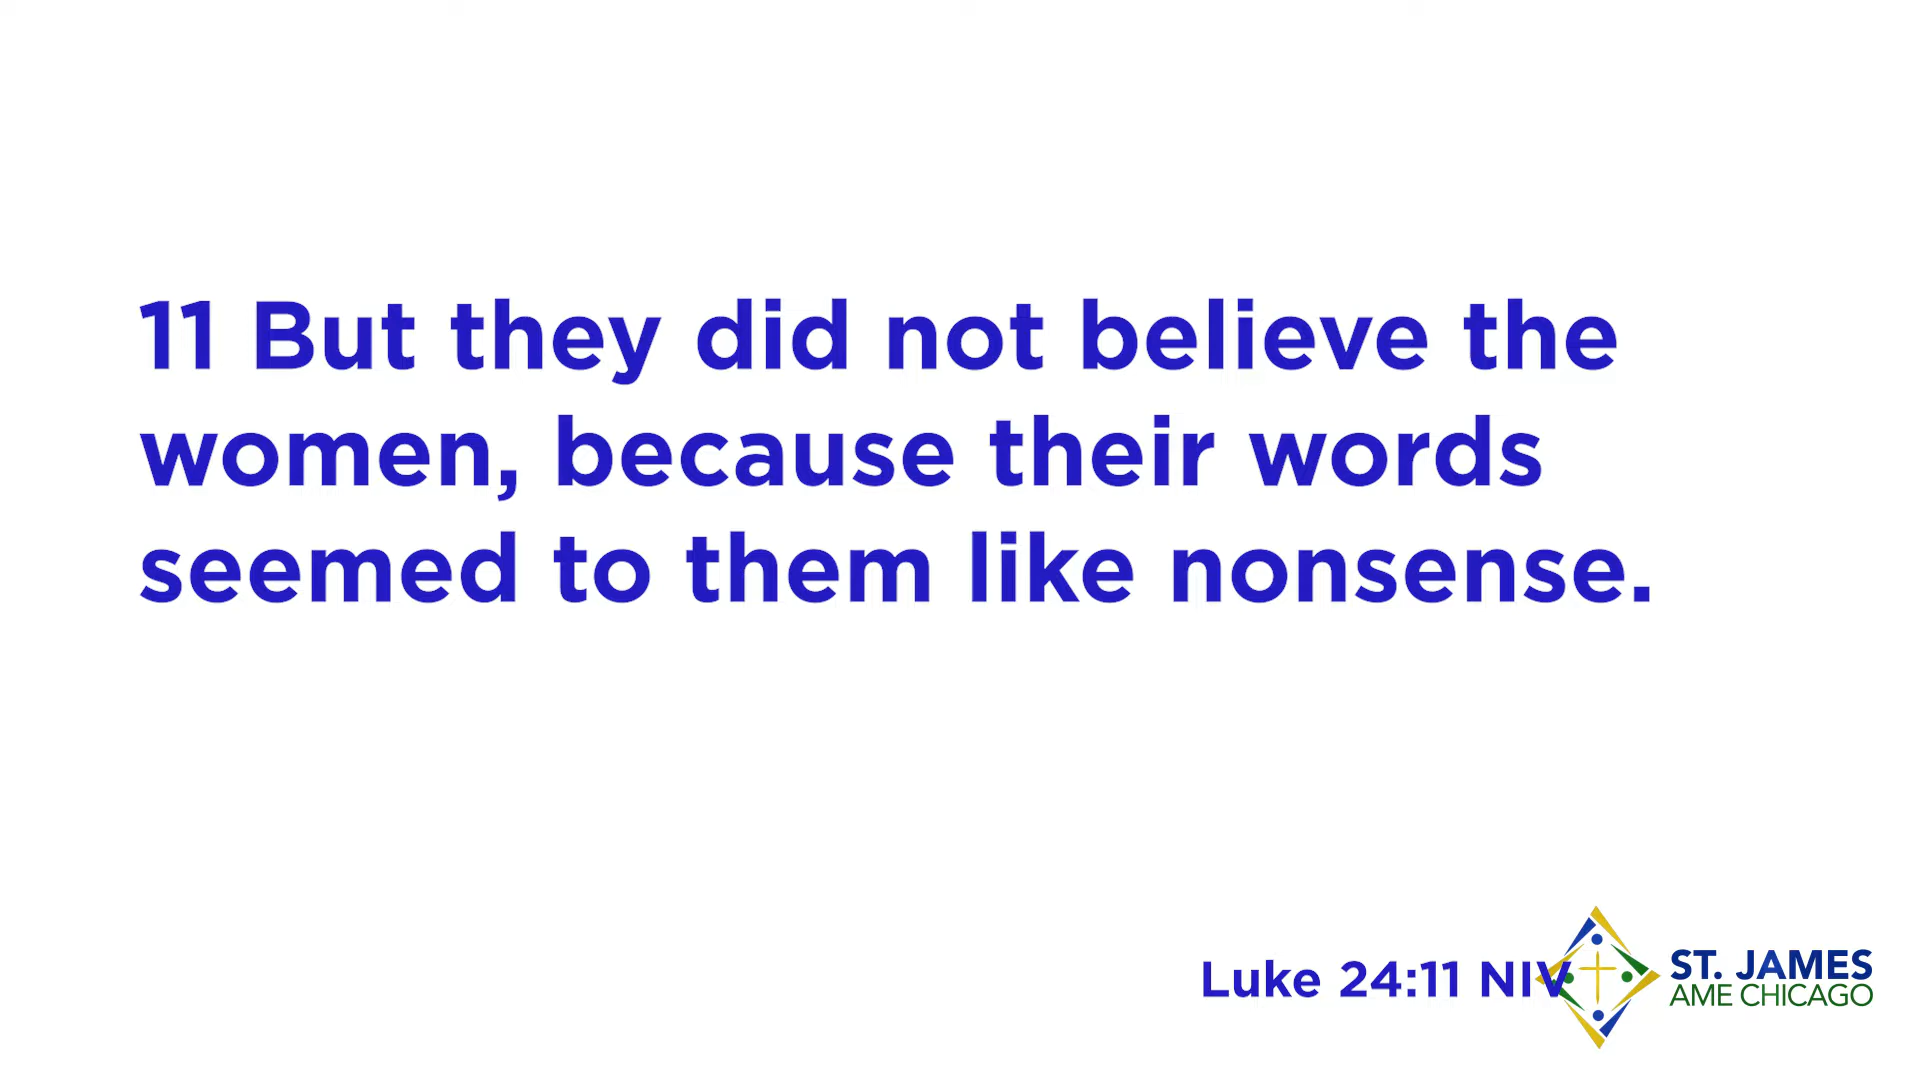 11 But they did not believe the
women, because their words
seemed to them like nonsense.
Luke 24:11 NIV
ST. JAMES
AME CHICAGO